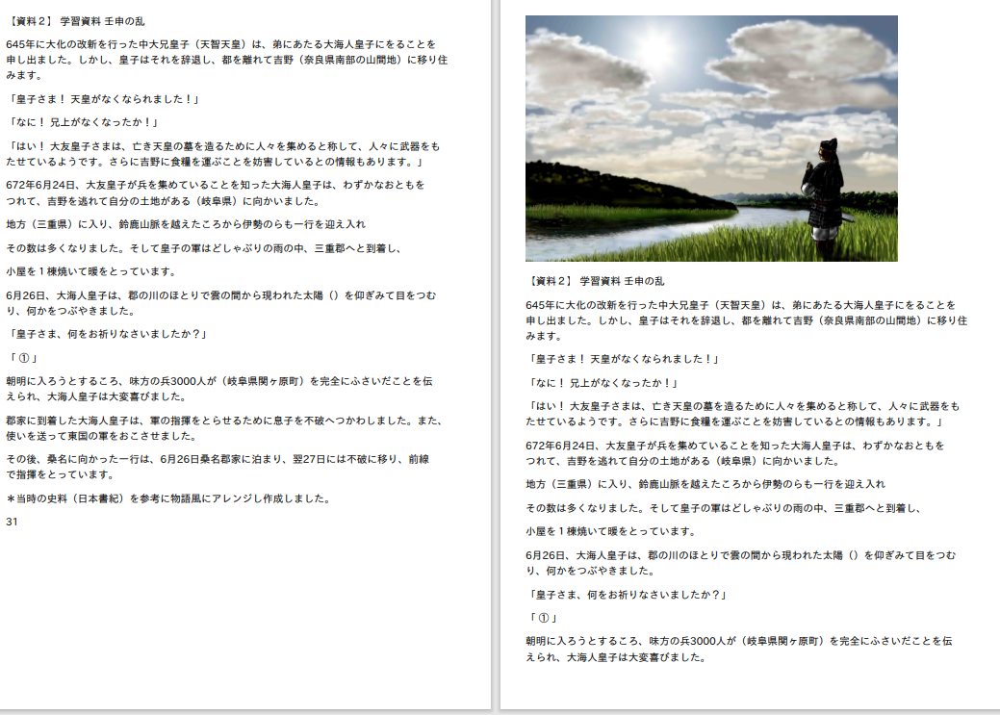 【資料２】 学習資料 壬申の乱
645年に大化の改新を行った中大兄皇子（天智天皇）は、弟にあたる大海人皇子にをることを
申し出ました。しかし、皇子はそれを辞退し、都を離れて吉野（奈良県南部の山間地）に移り住
みます。
「皇子さま！ 天皇がなくなられました！」
「なに！ 兄上がなくなったか！」
「はい！ 大友皇子さまは、亡き天皇の墓を造るために人々を集めると称して、人々に武器をも
たせているようです。さらに吉野に食糧を運ぶことを妨害しているとの情報もあります。」
672年6月24日、大友皇子が兵を集めていることを知った大海人皇子は、わずかなおともを
つれて、吉野を逃れて自分の土地がある（岐阜県）に向かいました。
地方（三重県）に入り、鈴鹿山脈を越えたころから伊勢のらも一行を迎え入れ
その数は多くなりました。そして皇子の軍はどしゃぶりの雨の中、三重郡へと到着し、
小屋を１棟焼いて暖をとっています。
6月26日、大海人皇子は、郡の川のほとりで雲の間から現われた太陽（）を仰ぎみて目をつむ
り、何かをつぶやきました。
「皇子さま、何をお祈りなさいましたか？」
「 ① 」
朝明に入ろうとするころ、味方の兵3000人が（岐阜県関ヶ原町）を完全にふさいだことを伝
えられ、大海人皇子は大変喜びました。
郡家に到着した大海人皇子は、軍の指揮をとらせるために息子を不破へつかわしました。また、
使いを送って東国の軍をおこさせました。
その後、桑名に向かった一行は、6月26日桑名郡家に泊まり、翌27日には不破に移り、前線
で指揮をとっています。
＊当時の史料（日本書紀）を参考に物語風にアレンジし作成しました。
31
【資料２】 学習資料 壬申の乱
645年に大化の改新を行った中大兄皇子（天智天皇）は、弟にあたる大海人皇子にをることを
申し出ました。しかし、皇子はそれを辞退し、都を離れて吉野（奈良県南部の山間地）に移り住
みます。
「皇子さま！ 天皇がなくなられました！」
「なに！ 兄上がなくなったか！」
「はい！ 大友皇子さまは、亡き天皇の墓を造るために人々を集めると称して、人々に武器をも
たせているようです。さらに吉野に食糧を運ぶことを妨害しているとの情報もあります。」
672年6月24日、大友皇子が兵を集めていることを知った大海人皇子は、わずかなおともを
つれて、吉野を逃れて自分の土地がある（岐阜県）に向かいました。
地方（三重県）に入り、鈴鹿山脈を越えたころから伊勢のらも一行を迎え入れ
その数は多くなりました。そして皇子の軍はどしゃぶりの雨の中、三重郡へと到着し、
小屋を１棟焼いて暖をとっています。
6月26日、大海人皇子は、郡の川のほとりで雲の間から現われた太陽（）を仰ぎみて目をつむ
り、何かをつぶやきました。
「皇子さま、何をお祈りなさいましたか？」
「 ① 」
朝明に入ろうとするころ、味方の兵3000人が（岐阜県関ヶ原町）を完全にふさいだことを伝
えられ、大海人皇子は大変喜びました。